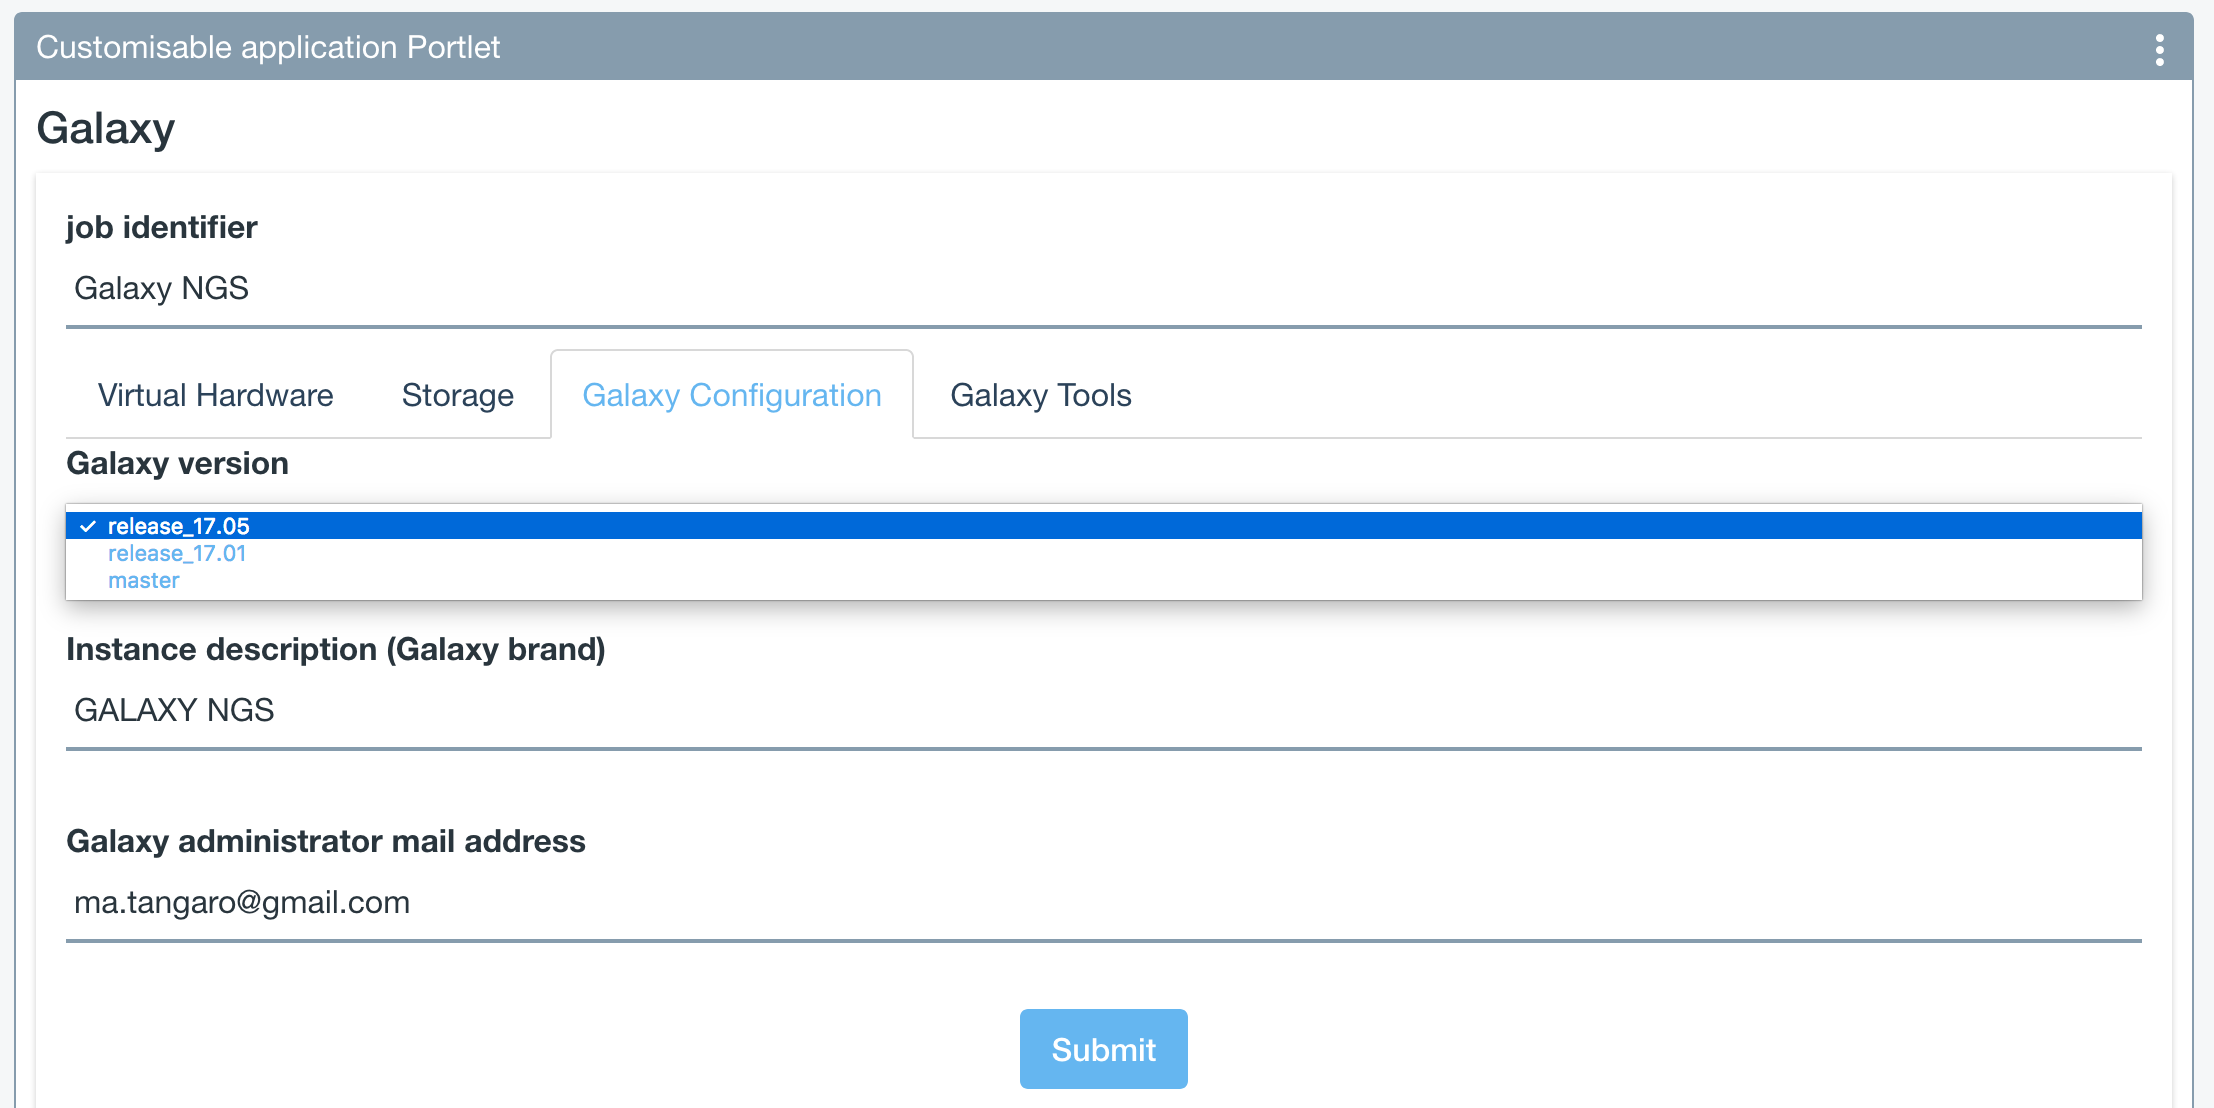 Customisable application Portlet
Galaxy
job identifier
Galaxy NGS
Virtual Hardware Storage Galaxy Configuration Galaxy Tools
Galaxy version
release_17.05
release_17.01
master
Instance description (Galaxy brand)
GALAXY NGS
Galaxy administrator mail address
ma.tangaro@gmail.com
Submit